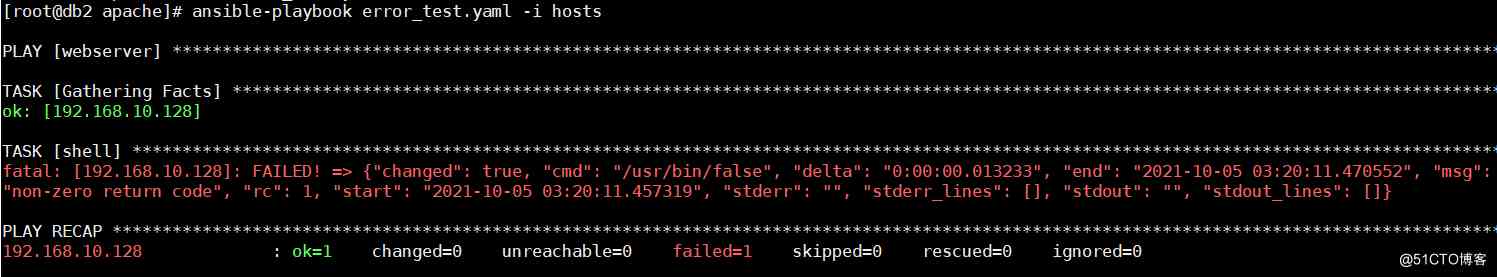 [root@db2 apache]# ansible-playbook error_test.yaml -i hosts
PLAY [webserver] *************************************************************************************************************************************
TASK [Gathering Facts] *******************************************************************************************************************************
ok: [192.168.10.128]
TASK [shell] *****************************************************************************************************************************************
fatal: [192.168.10.128]: FAILED! => {"changed": true, "cmd": "/usr/bin/false", "delta": "0:00:00.013233", "end": "2021-10-05 03:20:11.470552", "msg":
"non-zero return code", "rc": 1, "start": "2021-10-05 03:20:11.457319", "stderr": "", "stderr_lines": [], "stdout": "", "stdout_lines": []}
PLAY RECAP *******************************************************************************************************************************************
192.168.10.128             : ok=1    changed=0    unreachable=0    failed=1    skipped=0    rescued=0    ignored=0
@51CTO博客